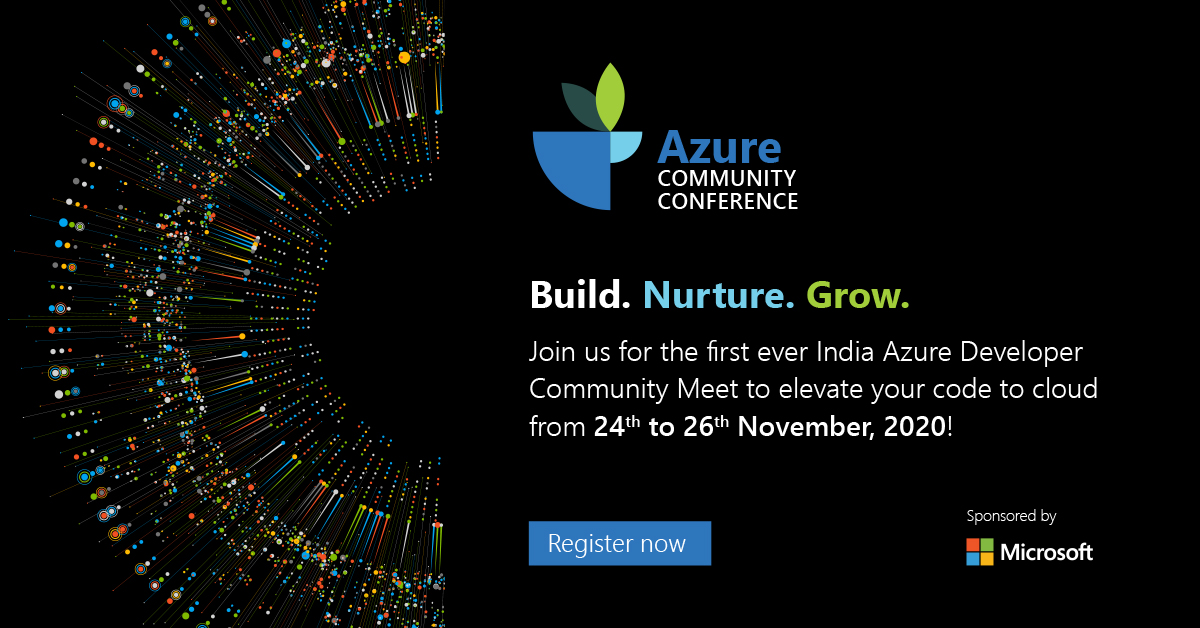 Azure
COMMUNITY
CONFERENCE
Build. Nurture. Grow.
Join us for the first ever India Azure Developer
Community Meet to elevate your code to cloud
from 24th to 26th November, 2020!
Register now
Sponsored by
Microsoft